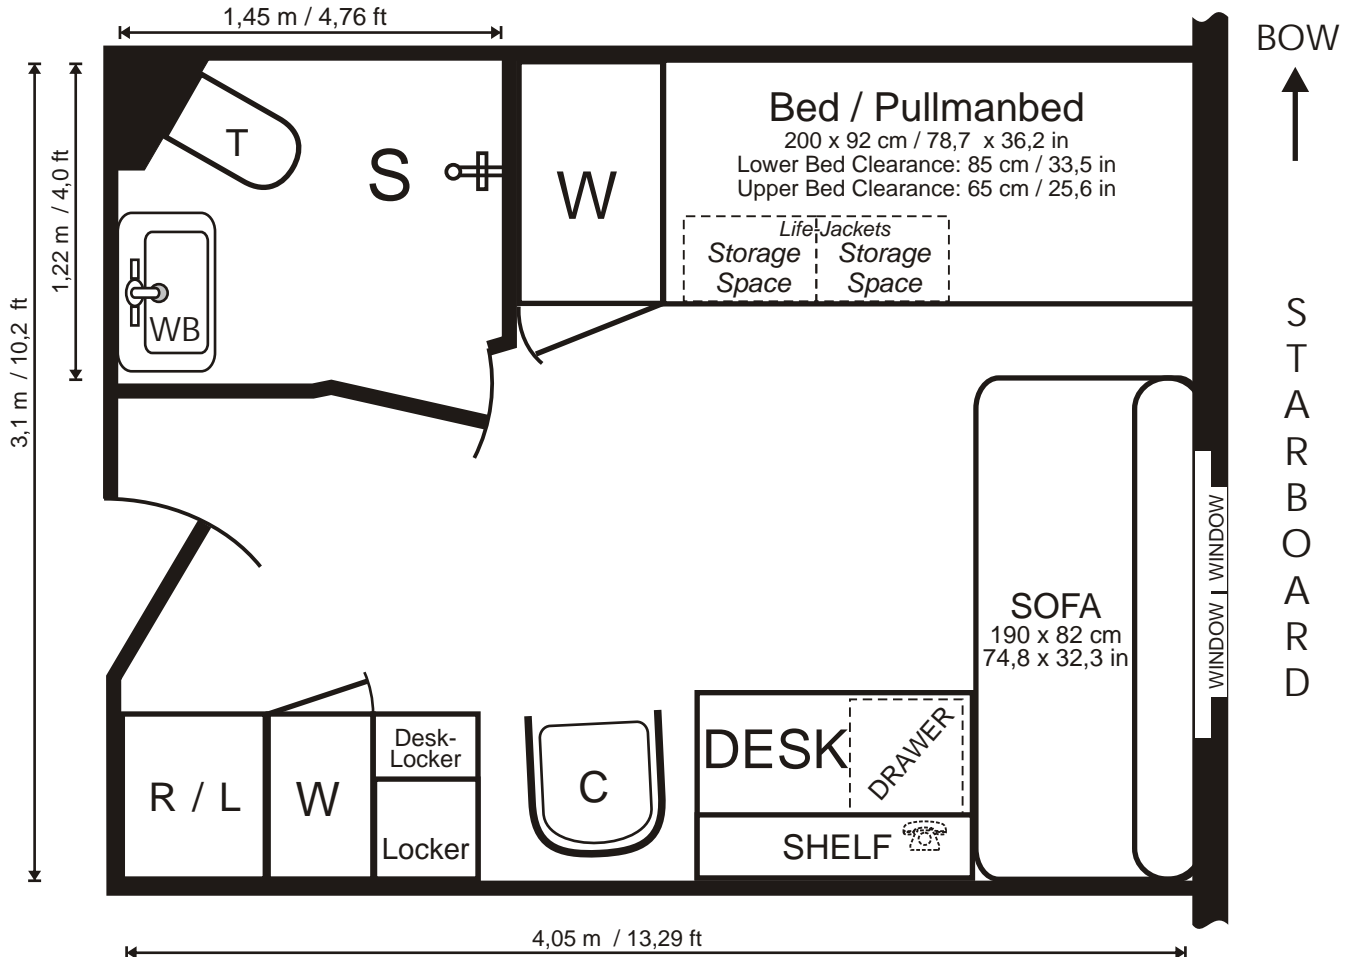 1,45 m / 4,76 ft
BOW
Bed / Pullmanbed
200 x 92 cm / 78,7 x 36,2 in
Lower Bed Clearance: 85 cm / 33,5 in
Upper Bed Clearance: 65 cm / 25,6 in
T
S
W
Life-Jackets
Storage
Space
Storage
Space
1,22 m / 4,0 ft
WB
3,1 m / 10,2 ft
STARBOARD
WINDOW
WINDOW
SOFA
190 x 82 cm
74,8 x 32,3 in
R / L
W
Desk-
Locker
Locker
C
DESK
DRAWER
SHELF
4,05 m / 13,29 ft